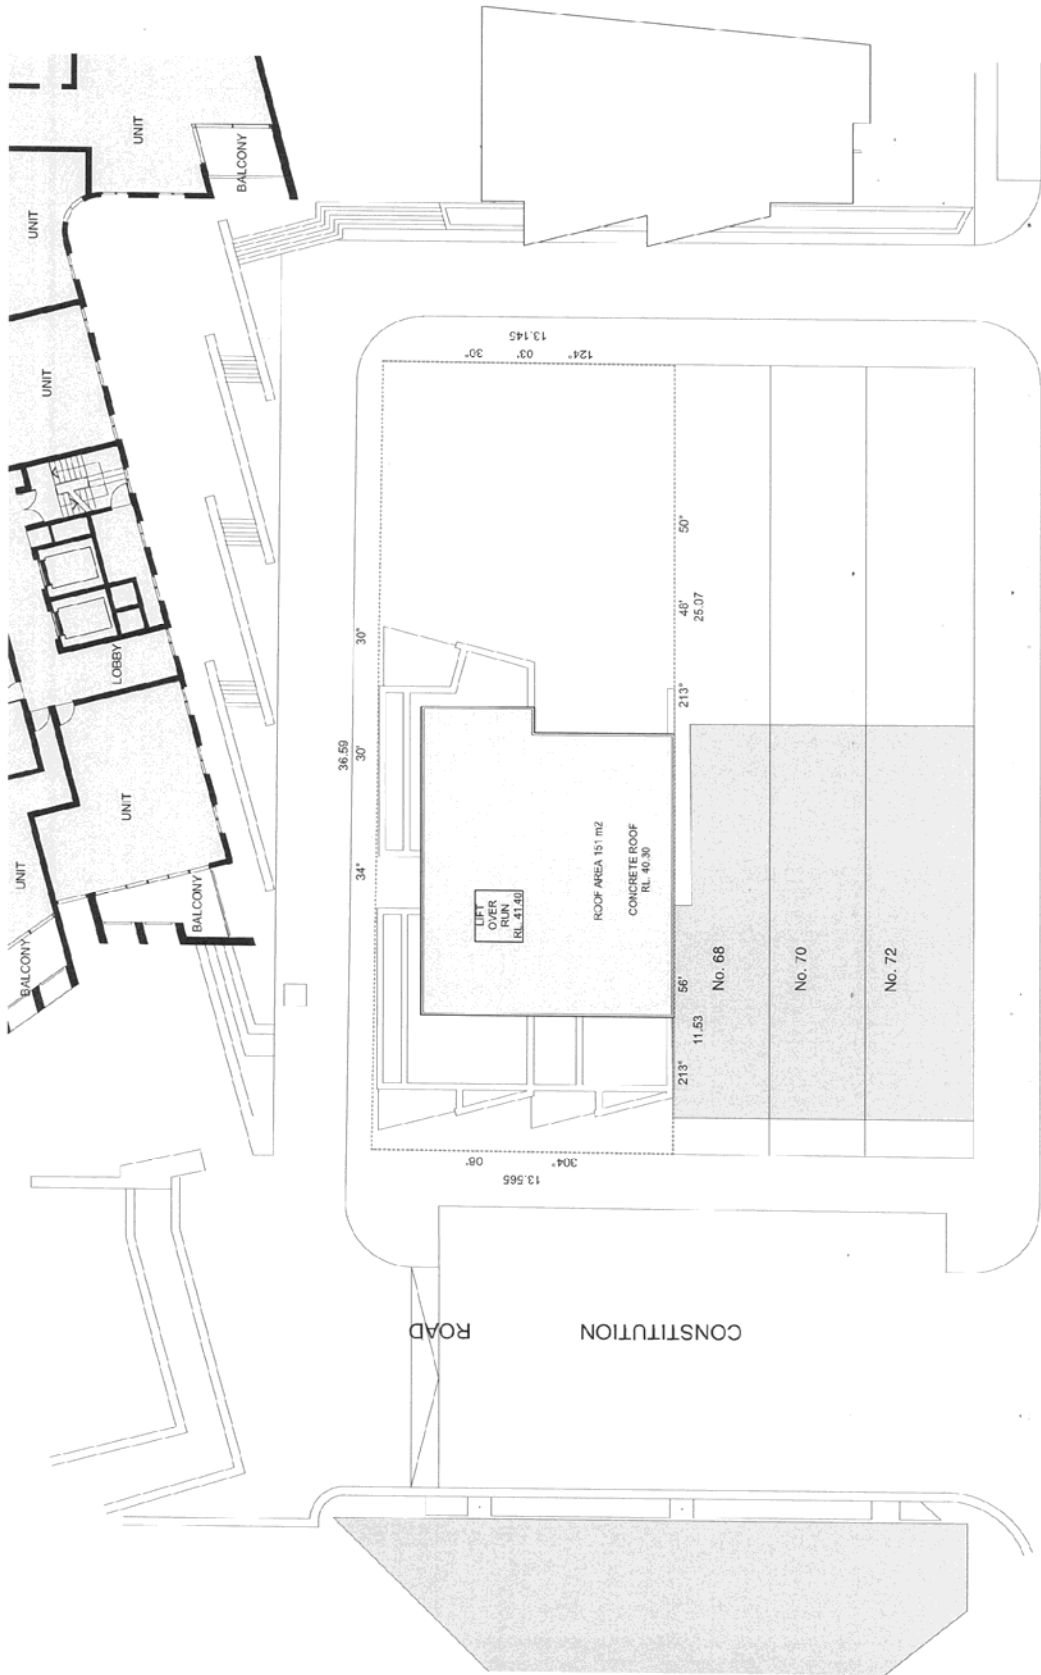 UNIT
BALCONY
UNIT
UNIT
LOBBY
UNIT
UNIT
BALCONY
BALCONY
13.145
124° 03' 30"
36.59
34° 30' 30"
213° 48' 50"
25.07
LIFT
OVER
RUN
RL. 41.40
ROOF AREA 151 m2
CONCRETE ROOF
RL. 40.30
213° 56'
11.53
No. 68
No. 70
No. 72
304° 06'
13.565
CONSTITUTION ROAD